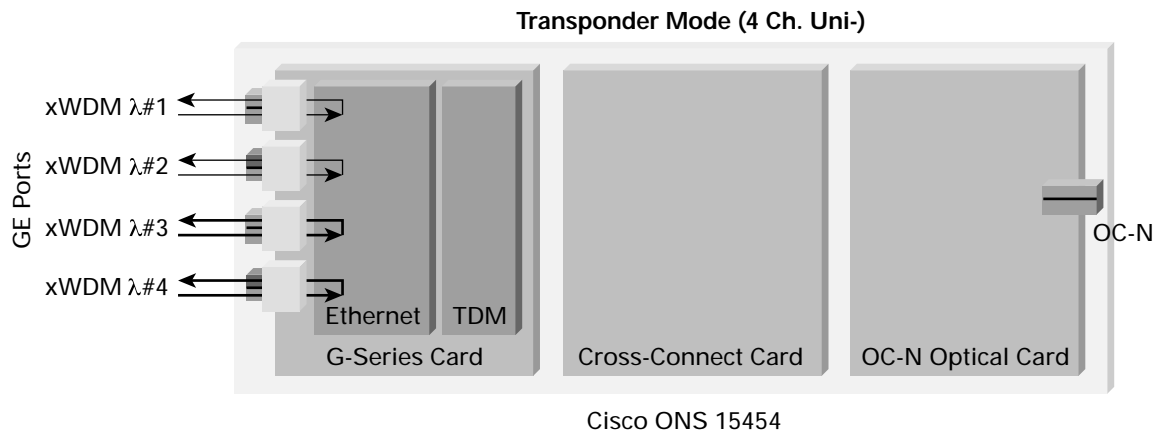 Transponder Mode (4 Ch. Uni-)
GE Ports
xWDM λ#1
xWDM λ#2
xWDM λ#3
xWDM λ#4
OC-N
Ethernet
TDM
G-Series Card
Cross-Connect Card
OC-N Optical Card
Cisco ONS 15454